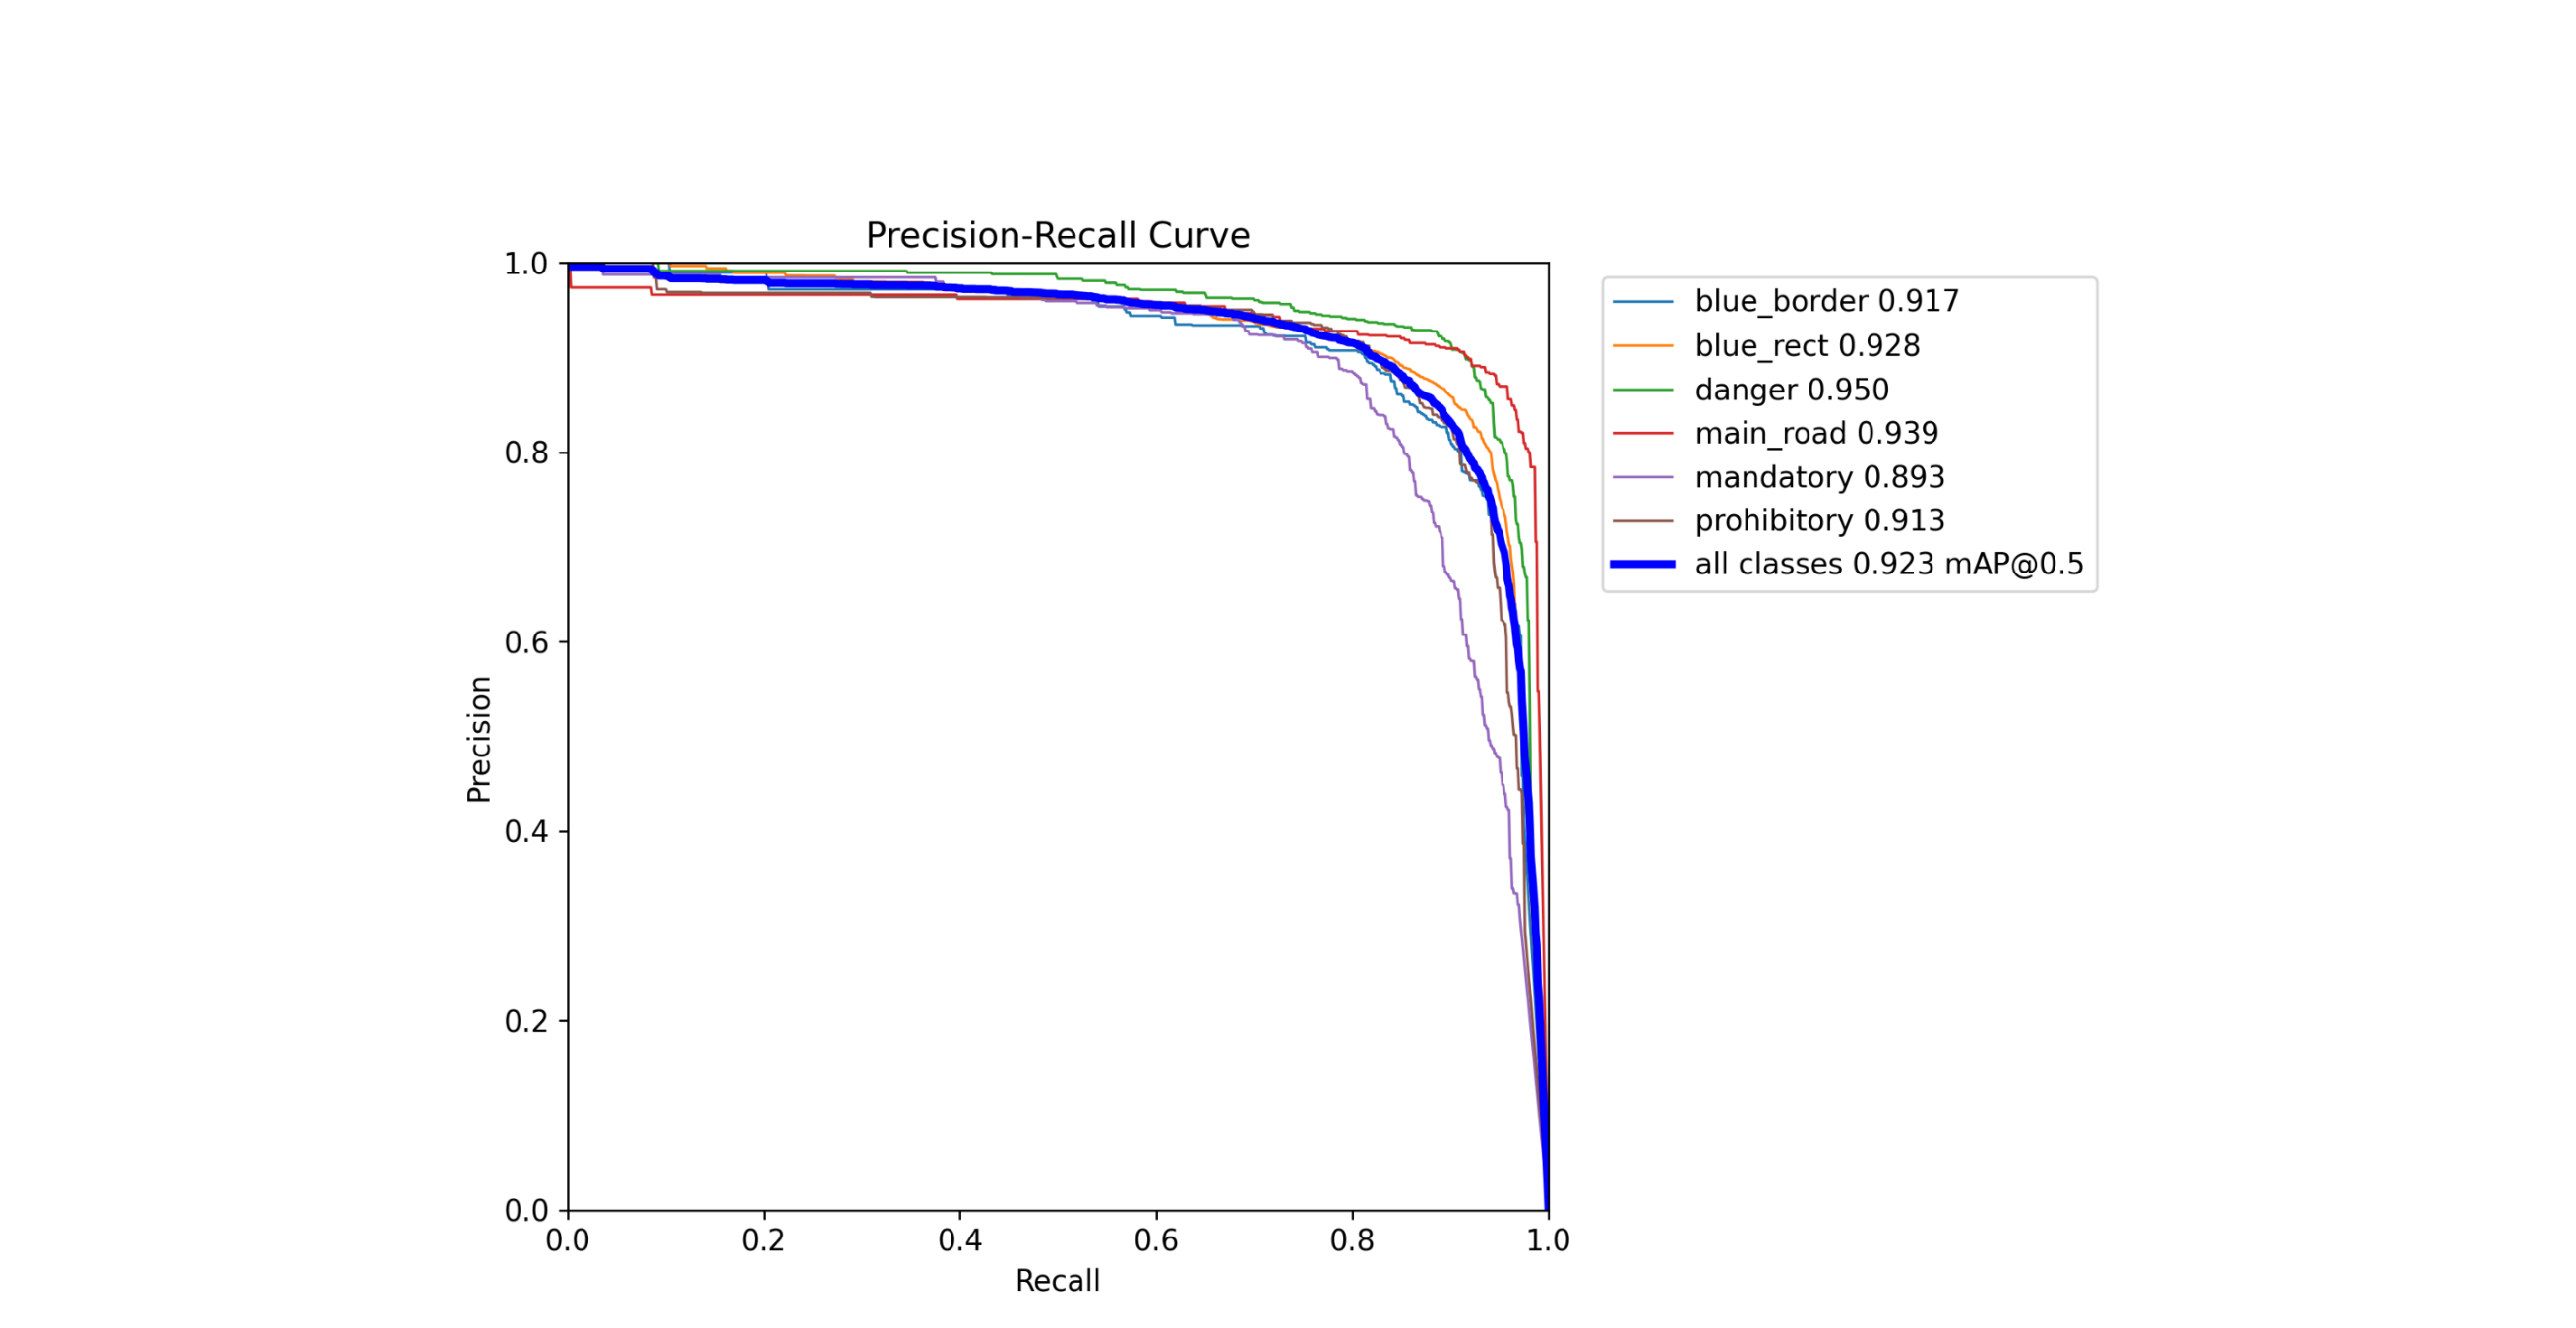 Precision-Recall Curve
1.0
0.8
0.6
0.4
0.2
0.0
Precision
0.0 0.2 0.4 0.6 0.8 1.0
Recall
blue_border 0.917
blue_rect 0.928
danger 0.950
main_road 0.939
mandatory 0.893
prohibitory 0.913
all classes 0.923 mAP@0.5